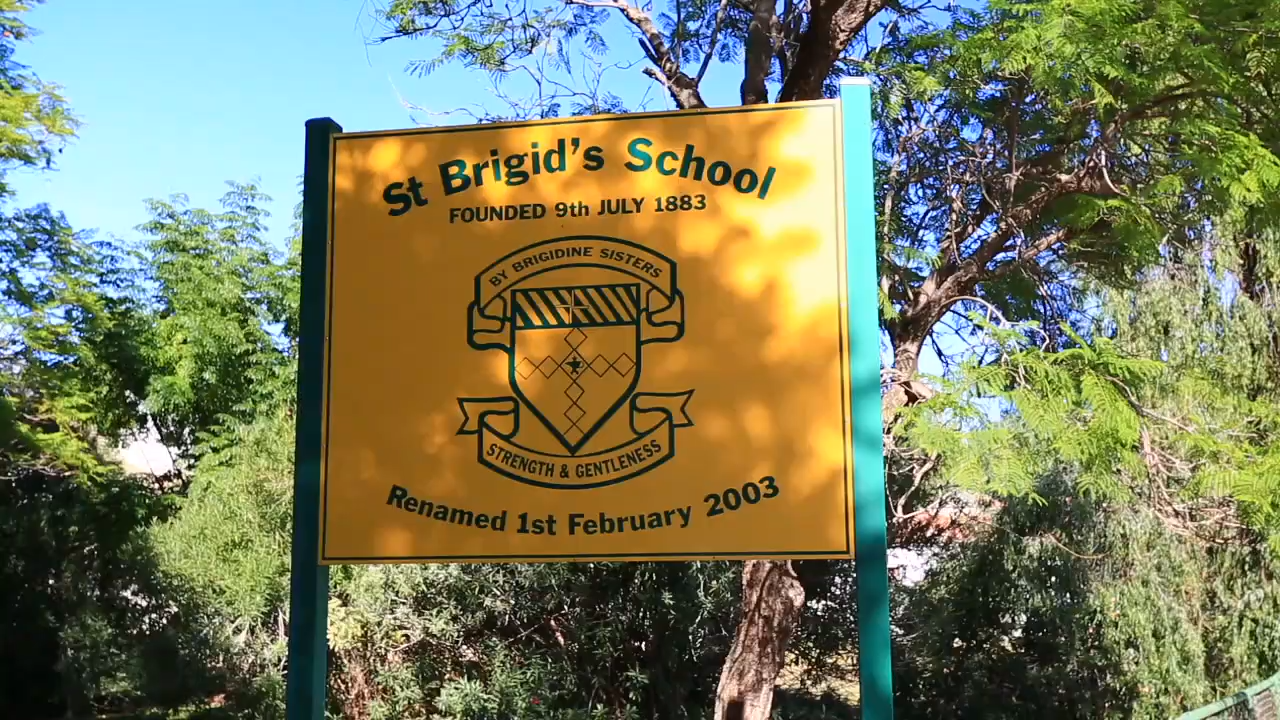 St Brigid's School
FOUNDED 9th JULY 1883
BY BRIGIDINE SISTERS
STRENGTH & GENTLENESS
Renamed 1st February 2003